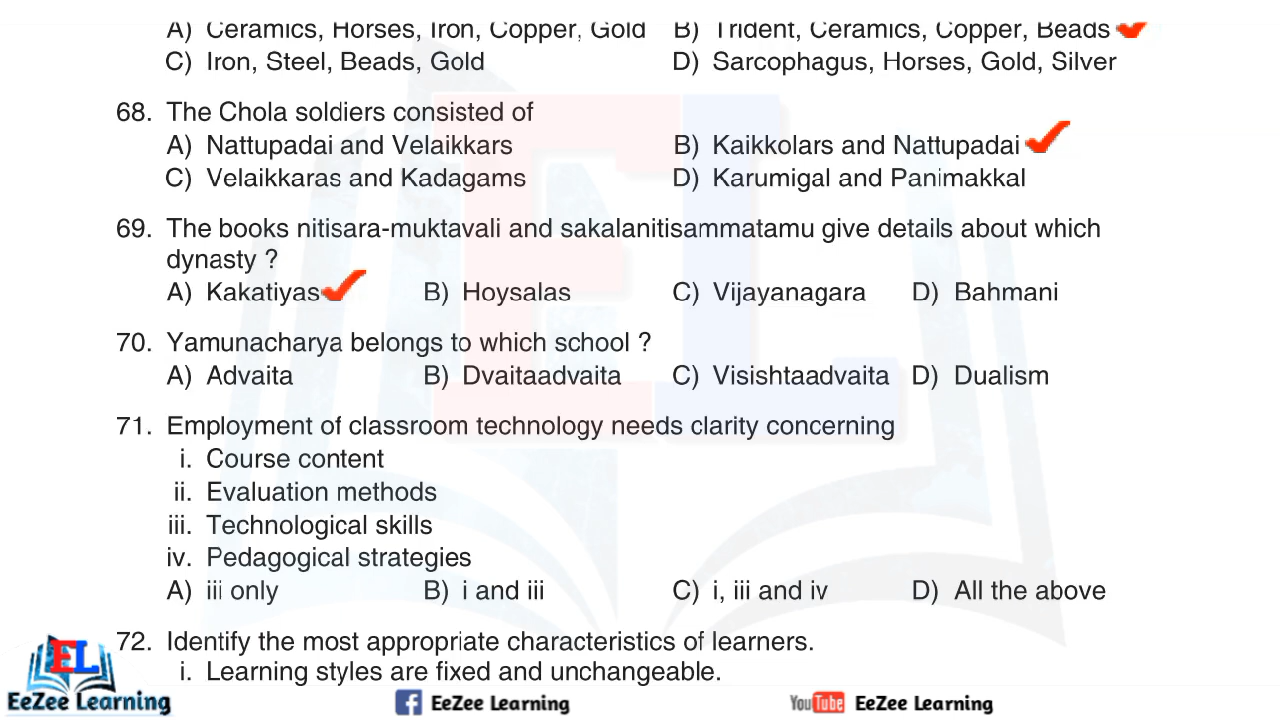 A) Ceramics, Horses, Iron, Copper, Gold B) Trident, Ceramics, Copper, Beads
C) Iron, Steel, Beads, Gold D) Sarcophagus, Horses, Gold, Silver
68. The Chola soldiers consisted of
A) Nattupadai and Velaikkars B) Kaikkolars and Nattupadai
C) Velaikkaras and Kadagams D) Karumigal and Panimakkal
69. The books nitisara-muktavali and sakalanitisammatamu give details about which
dynasty ?
A) Kakatiyas B) Hoysalas C) Vijayanagara D) Bahmani
70. Yamunacharya belongs to which school ?
A) Advaita B) Dvaitaadvaita C) Visishtaadvaita D) Dualism
71. Employment of classroom technology needs clarity concerning
i. Course content
ii. Evaluation methods
iii. Technological skills
iv. Pedagogical strategies
A) iii only B) i and iii C) i, iii and iv D) All the above
72. Identify the most appropriate characteristics of learners.
i. Learning styles are fixed and unchangeable.
EL
EeZee Learning f EeZee Learning YouTube EeZee Learning